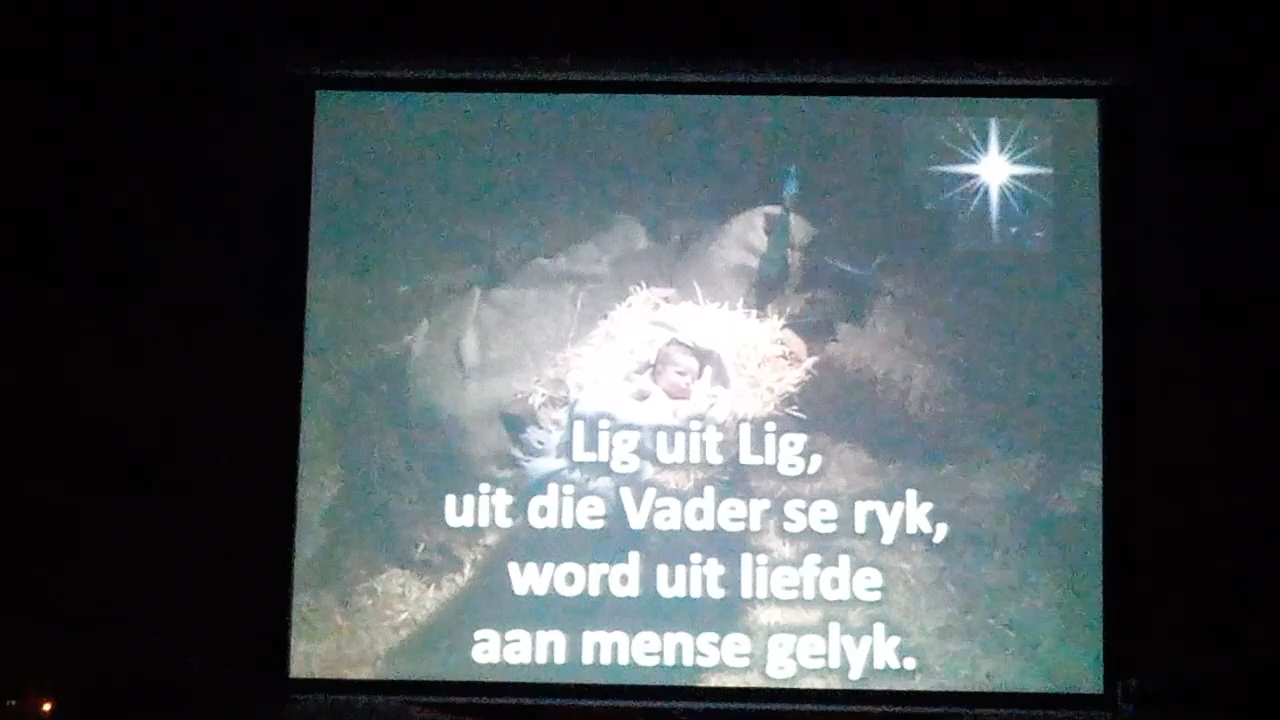 Lig uit Lig,
uit die Vader se ryk,
word uit liefde
aan mense gelyk.